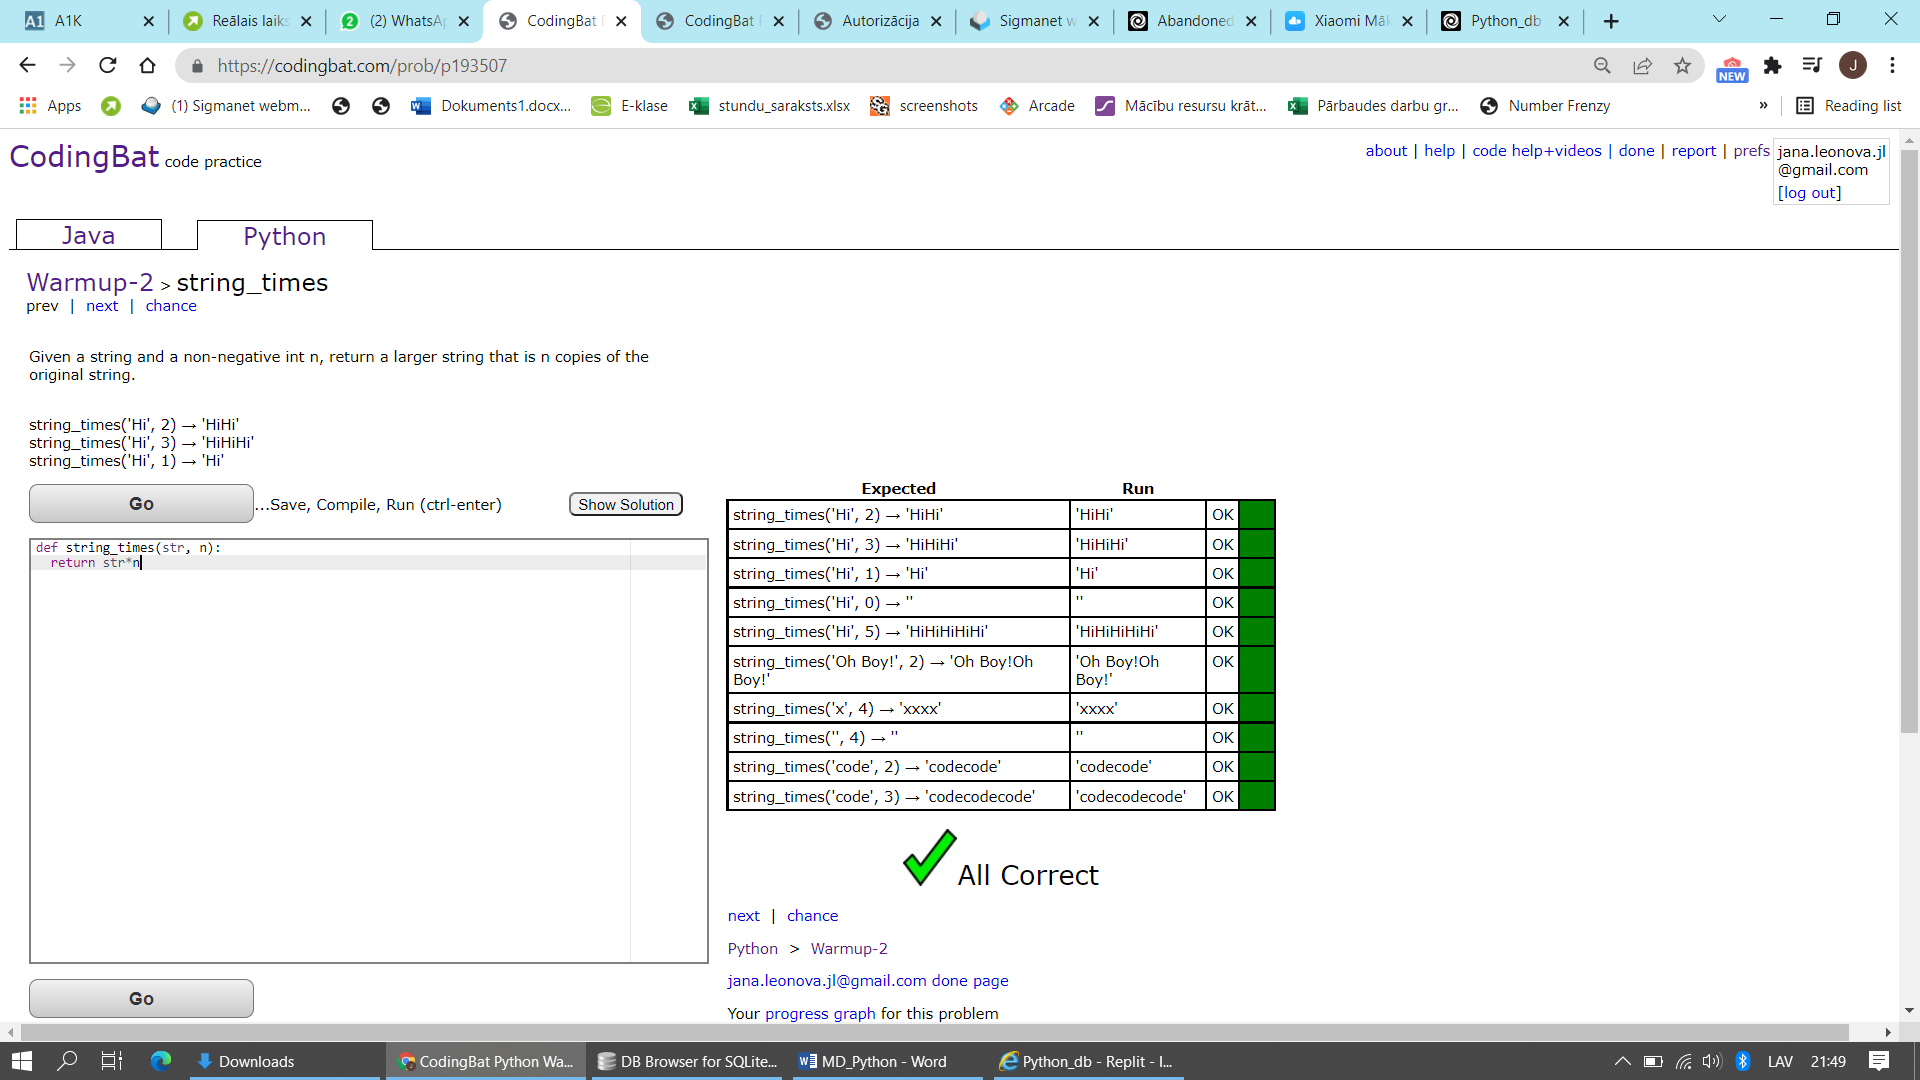 A1K
Reālais laiks
(2) WhatsAp
CodingBat P
CodingBat P
Autorizācija
Sigmanet w
Abandoned
Xiaomi Māk
Python_db
https://codingbat.com/prob/p193507
NEW
J
Apps
(1) Sigmanet webm...
Dokuments1.docx...
E-klase
stundu_saraksts.xlsx
screenshots
Arcade
Mācību resursu krāt...
Pārbaudes darbu gr...
Number Frenzy
»
Reading list
CodingBat code practice
about | help | code help+videos | done | report | prefs
jana.leonova.jl
@gmail.com
[log out]
Java
Python
Warmup-2 > string_times
prev | next | chance
Given a string and a non-negative int n, return a larger string that is n copies of the
original string.
string_times('Hi', 2) → 'HiHi'
string_times('Hi', 3) → 'HiHiHi'
string_times('Hi', 1) → 'Hi'
Go ...Save, Compile, Run (ctrl-enter) Show Solution
def string_times(str, n):
  return str*n
Go
Expected Run
string_times('Hi', 2) → 'HiHi' 'HiHi' OK
string_times('Hi', 3) → 'HiHiHi' 'HiHiHi' OK
string_times('Hi', 1) → 'Hi' 'Hi' OK
string_times('Hi', 0) → '' '' OK
string_times('Hi', 5) → 'HiHiHiHiHi' 'HiHiHiHiHi' OK
string_times('Oh Boy!', 2) → 'Oh Boy!Oh 'Oh Boy!Oh OK
Boy!' Boy!'
string_times('x', 4) → 'xxxx' 'xxxx' OK
string_times('', 4) → '' '' OK
string_times('code', 2) → 'codecode' 'codecode' OK
string_times('code', 3) → 'codecodecode' 'codecodecode' OK
All Correct
next | chance
Python > Warmup-2
jana.leonova.jl@gmail.com done page
Your progress graph for this problem
Downloads
CodingBat Python Wa...
DB Browser for SQLite...
MD_Python - Word
Python_db - Replit - I...
LAV
21:49